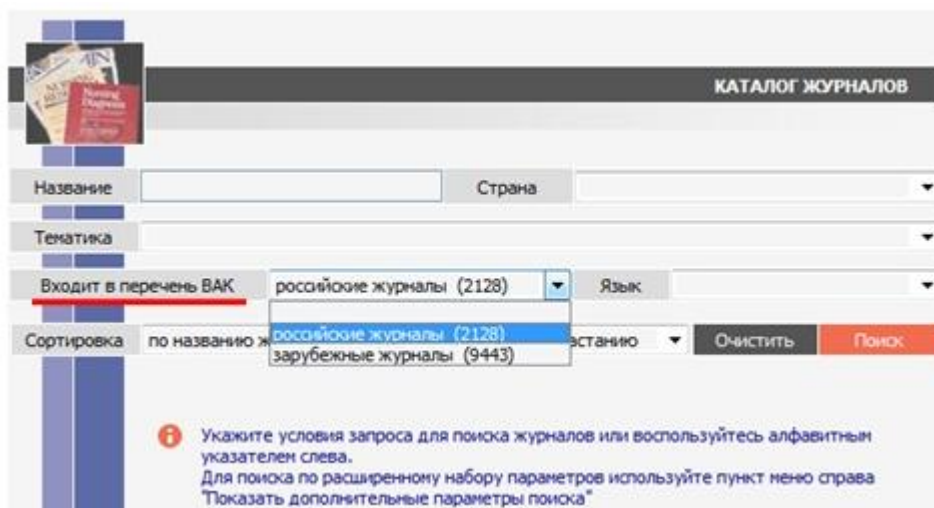 КАТАЛОГ ЖУРНАЛОВ
Название Страна
Тематика
Входит в перечень ВАК российские журналы (2128) Язык
российские журналы (2128)
Сортировка по названию ж астанию Очистить Поиск
зарубежные журналы (9443)
Укажите условия запроса для поиска журналов или воспользуйтесь алфавитным
указателем слева.
Для поиска по расширенному набору параметров используйте пункт меню справа
"Показать дополнительные параметры поиска"